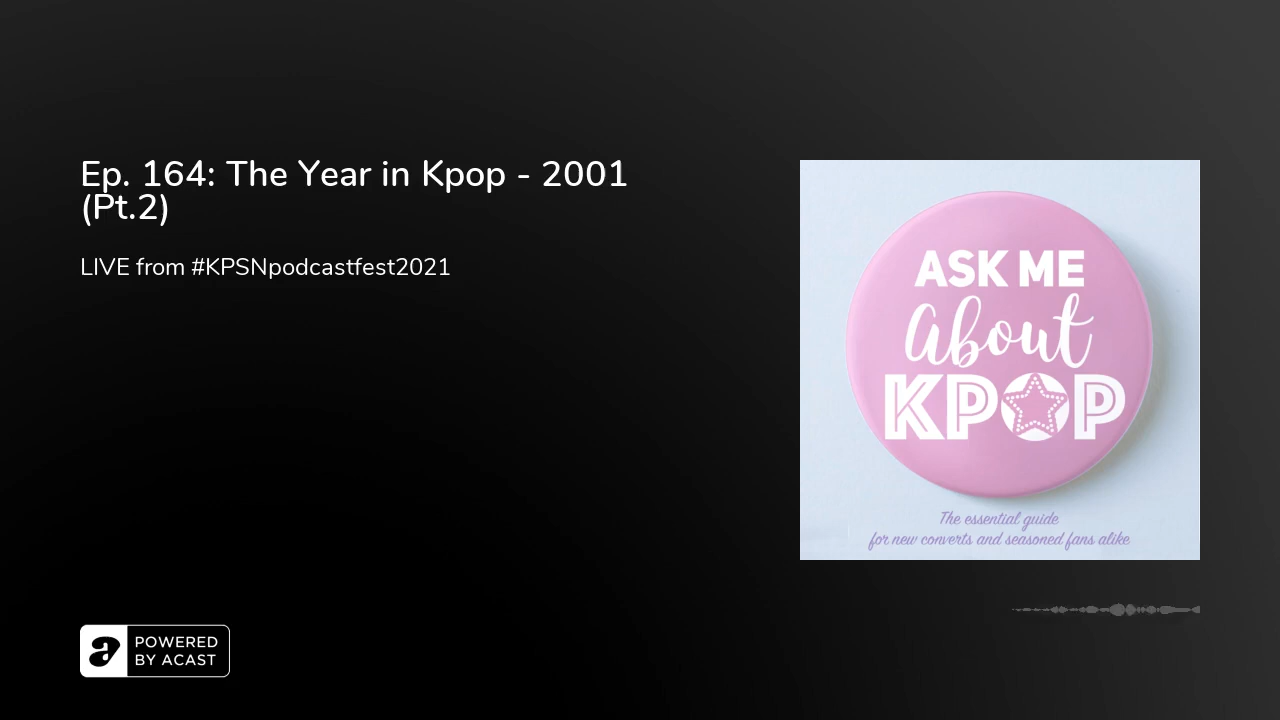 Ep. 164: The Year in Kpop - 2001
(Pt.2)
LIVE from #KPSNpodcastfest2021
ASK ME
About
KPOP
The essential guide
for new converts and seasoned fans alike
a POWERED
BY ACAST